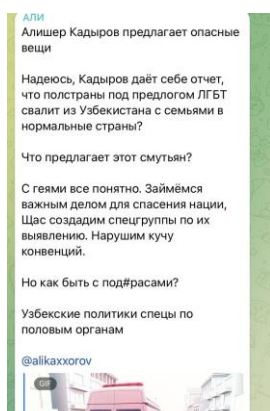 АЛИ
Алишер Кадыров предлагает опасные
вещи
Надеюсь, Кадыров даёт себе отчет,
что полстраны под предлогом ЛГБТ
свалит из Узбекистана с семьями в
нормальные страны?
Что предлагает этот смутьян?
С геями все понятно. Займёмся
важным делом для спасения нации,
Щас создадим спецгруппы по их
выявлению. Нарушим кучу
конвенций.
Но как быть с под#расами?
Узбекские политики спецы по
половым органам
@alikaxxorov
GIF